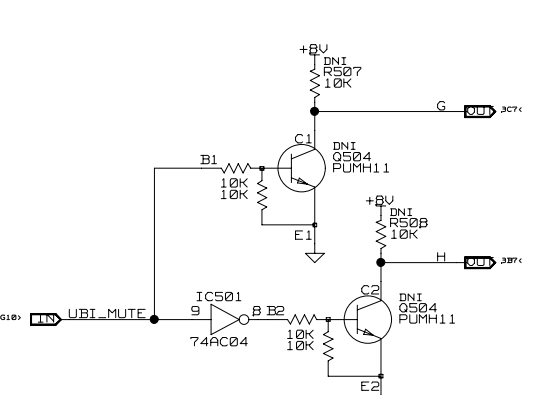 +8V
DNI
R507
10K
G
OUT
3C7<
C1
DNI
Q504
PUMH11
B1
10K
10K
E1
+8V
DNI
R508
10K
H
OUT
3B7<
C2
DNI
Q504
PUMH11
IC501
G10>
IN
UBI_MUTE
9
8
B2
74AC04
10K
10K
E2